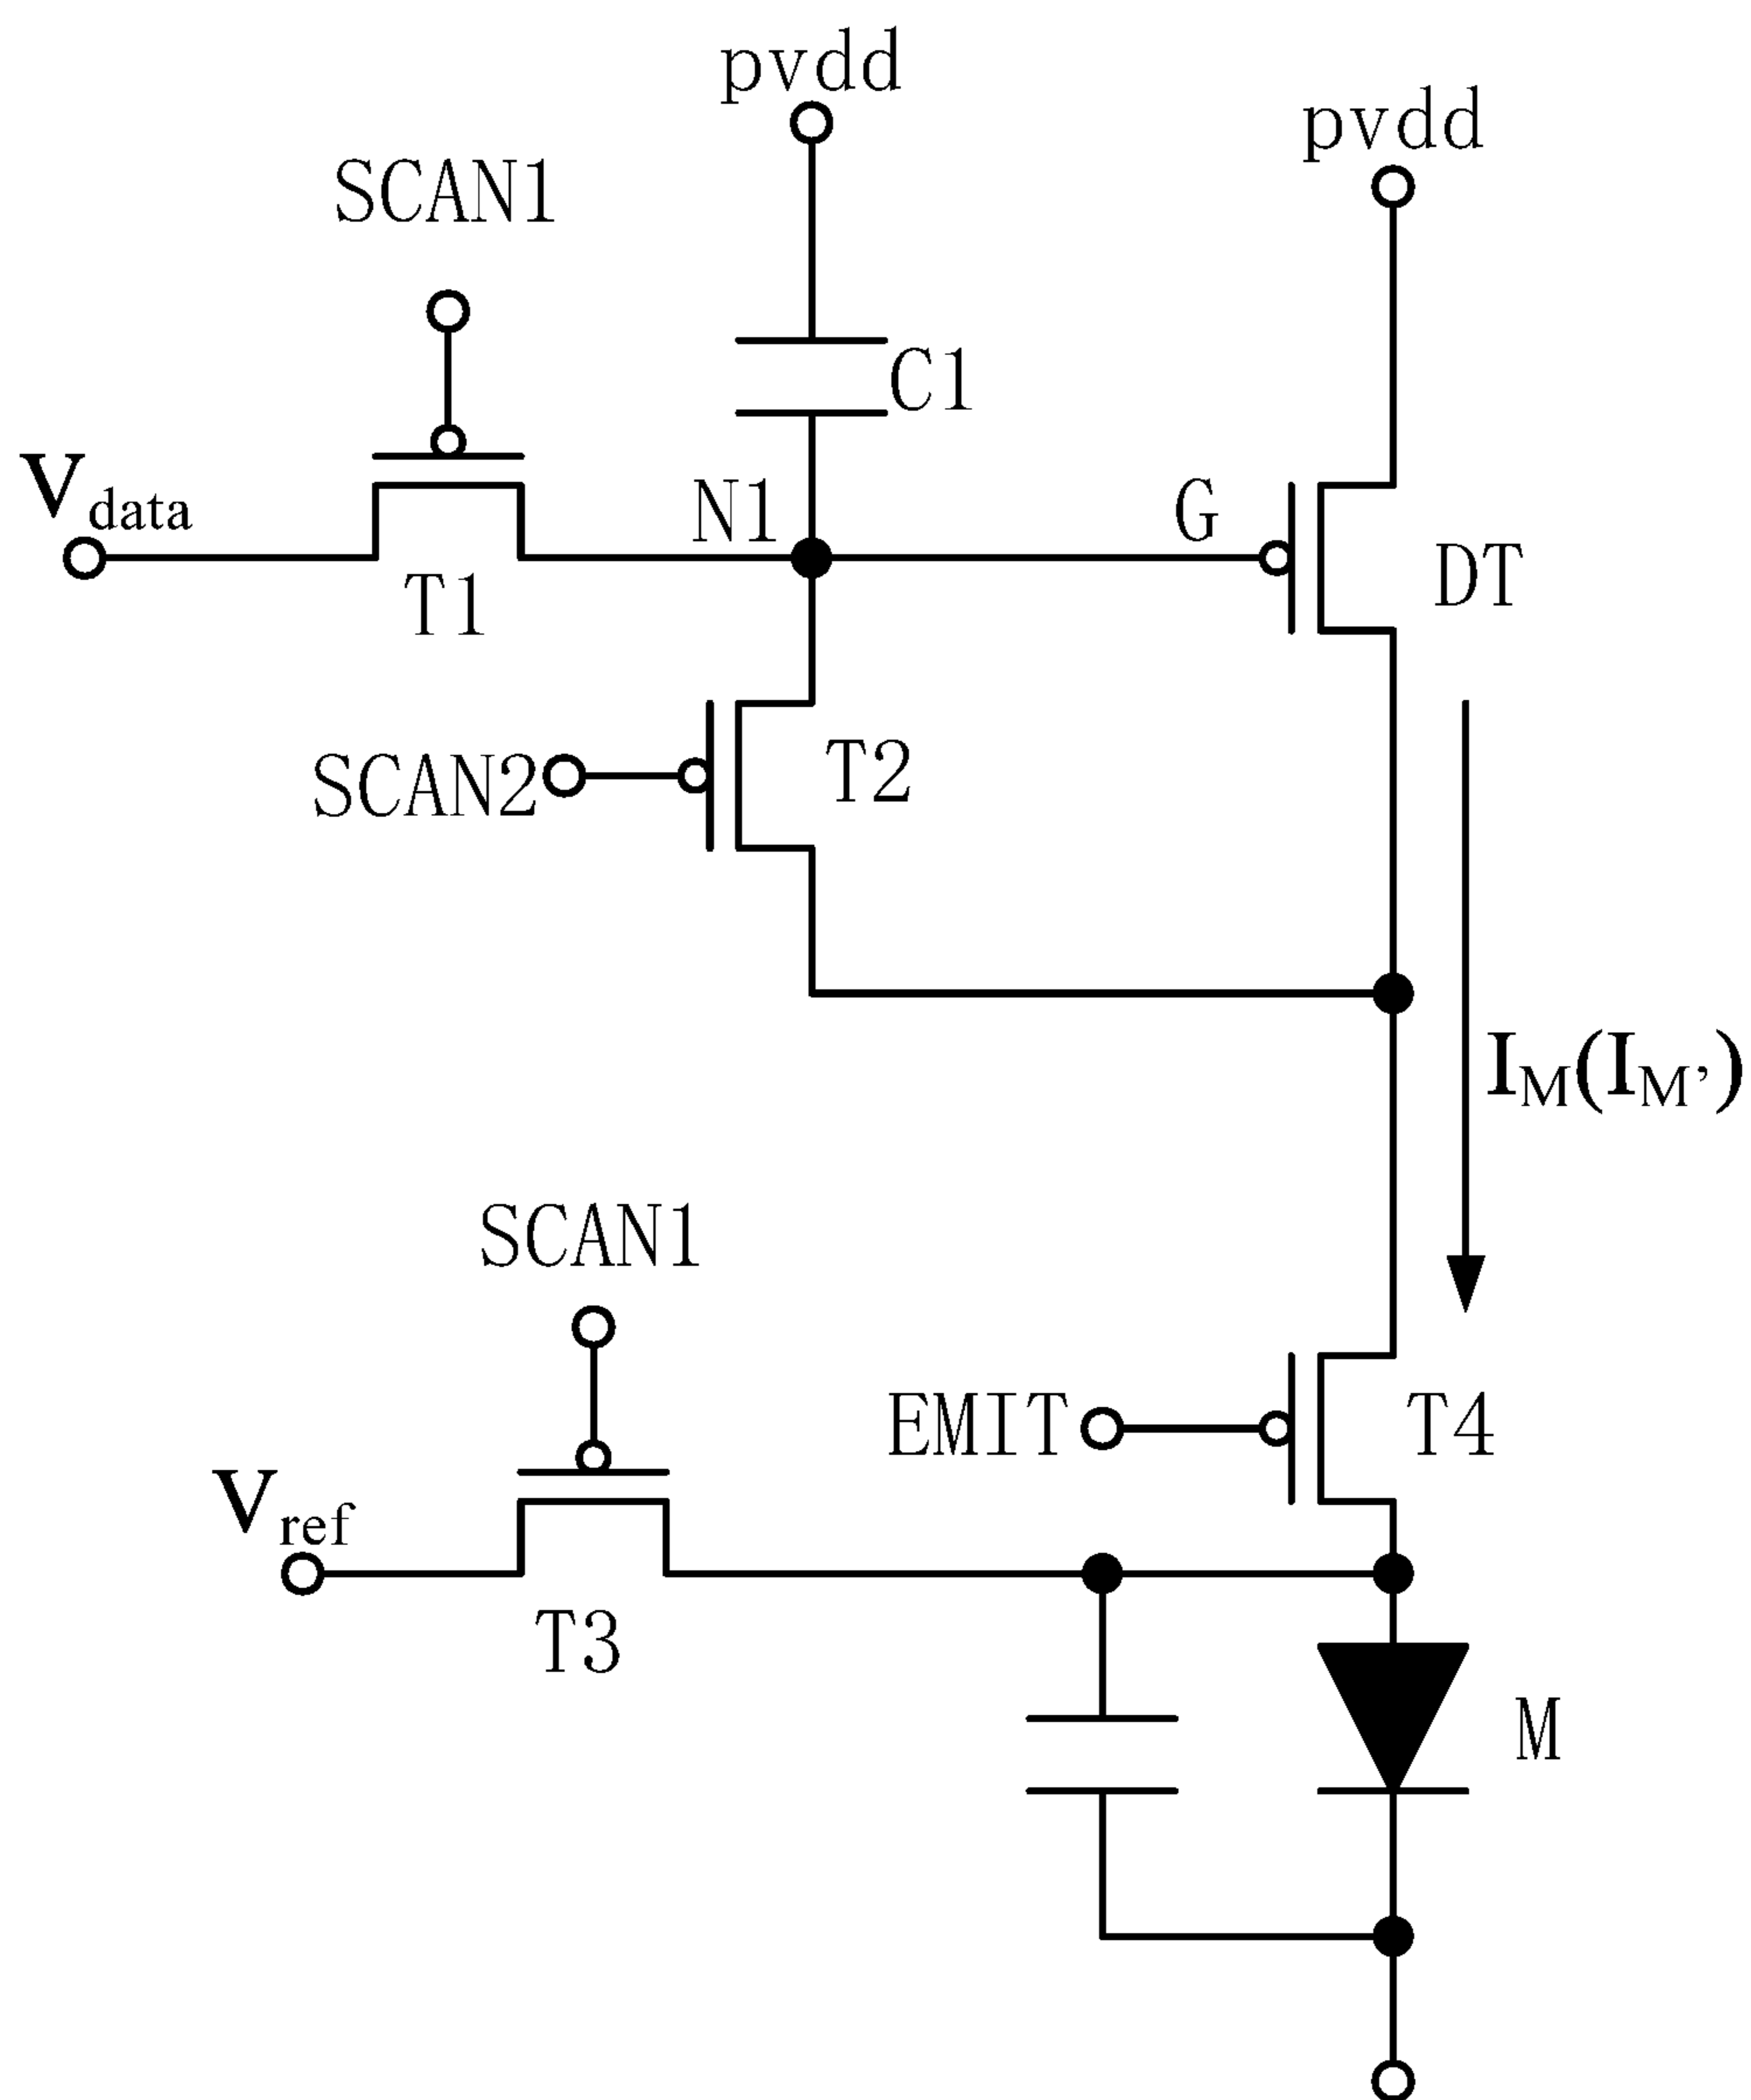 pvdd
pvdd
SCAN1
C1
Vdata
N1
G
DT
T1
T2
SCAN2
IM(IM’)
SCAN1
EMIT
T4
Vref
T3
M